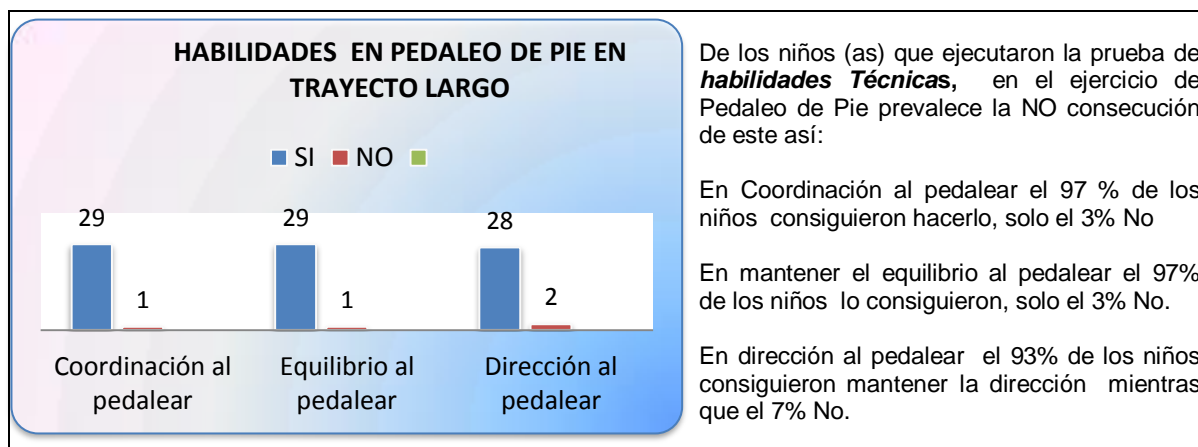 HABILIDADES EN PEDALEO DE PIE EN
TRAYECTO LARGO
SI NO
29 29 28
1 1 2
Coordinación al Equilibrio al Dirección al
pedalear pedalear pedalear
De los niños (as) que ejecutaron la prueba de
habilidades Técnicas, en el ejercicio de
Pedaleo de Pie prevalece la NO consecución
de este así:
En Coordinación al pedalear el 97 % de los
niños consiguieron hacerlo, solo el 3% No
En mantener el equilibrio al pedalear el 97%
de los niños lo consiguieron, solo el 3% No.
En dirección al pedalear el 93% de los niños
consiguieron mantener la dirección mientras
que el 7% No.